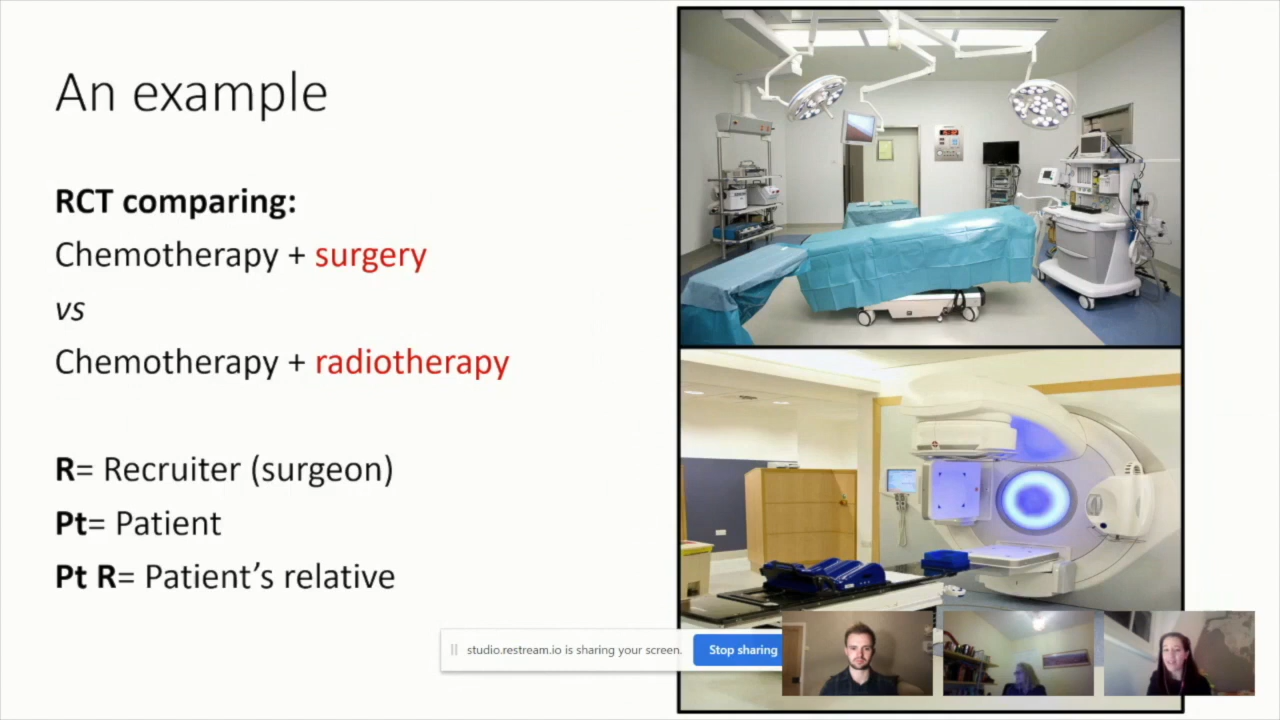 An example
RCT comparing:
Chemotherapy + surgery
vs
Chemotherapy + radiotherapy
R= Recruiter (surgeon)
Pt= Patient
Pt R= Patient's relative
studio.restream.io is sharing your screen.
Stop sharing